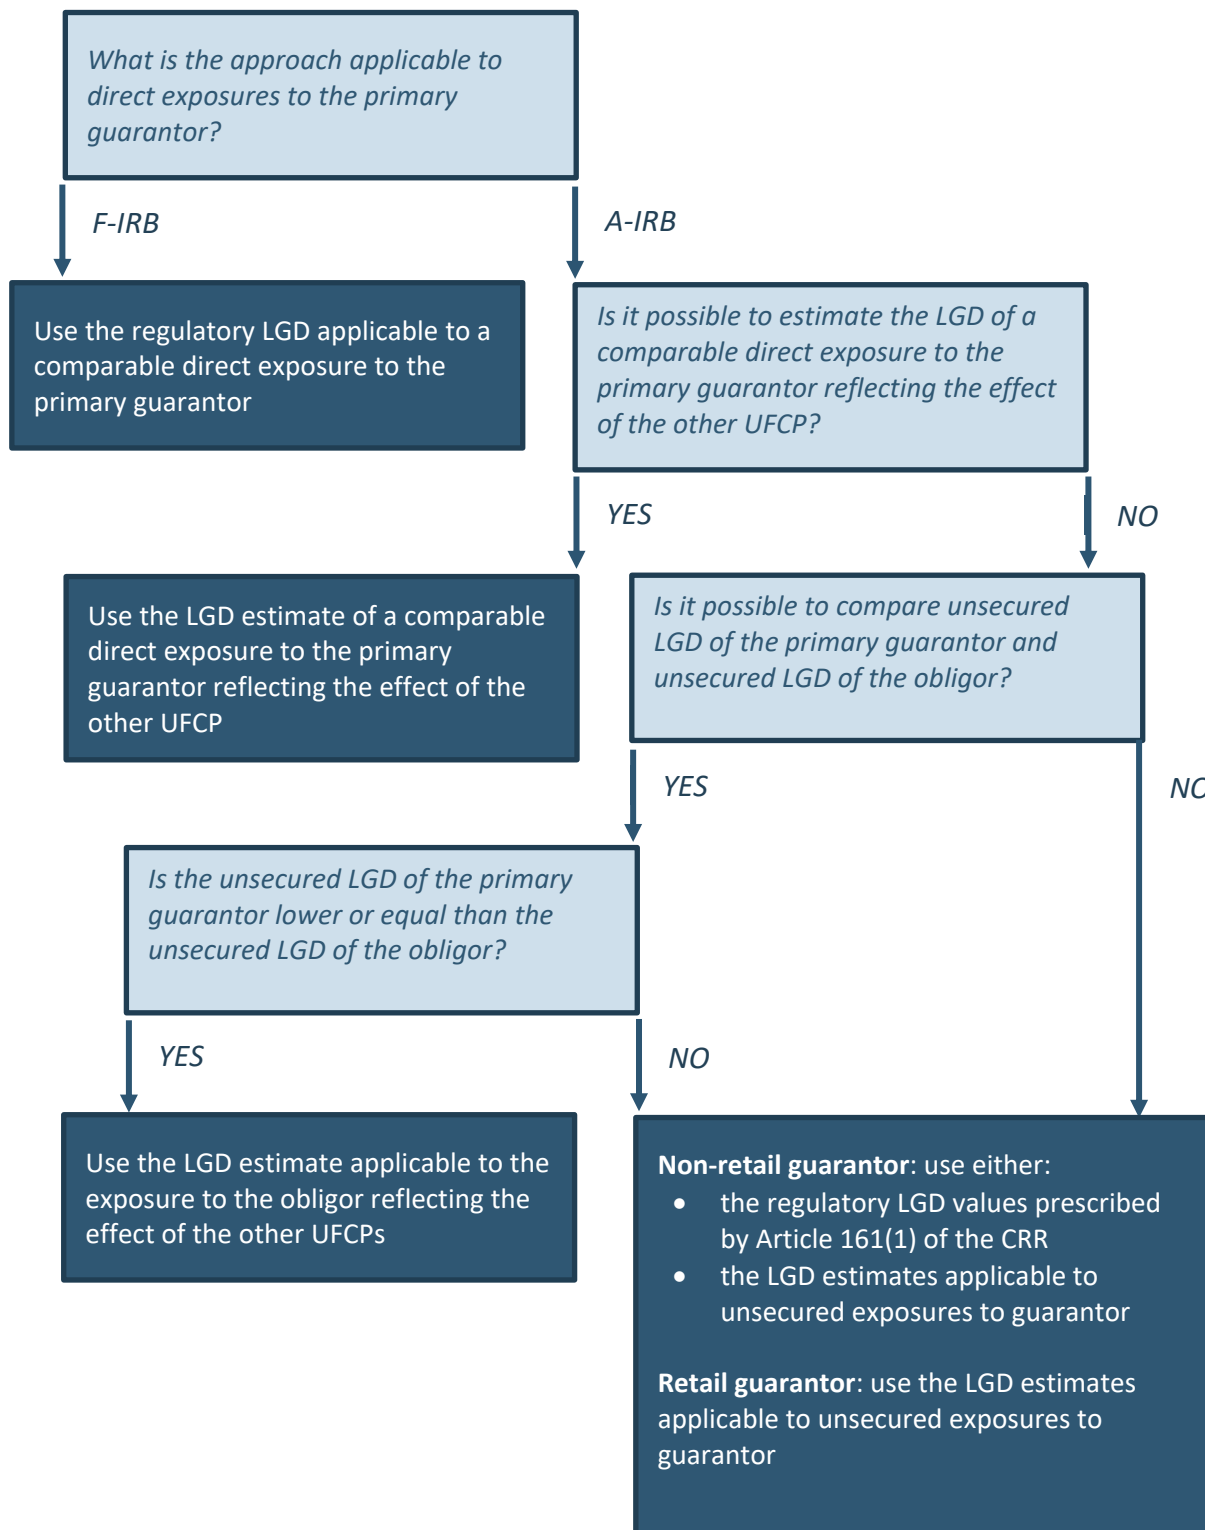 What is the approach applicable to
direct exposures to the primary
guarantor?
F-IRB
A-IRB
Use the regulatory LGD applicable to a
comparable direct exposure to the
primary guarantor
Is it possible to estimate the LGD of a
comparable direct exposure to the
primary guarantor reflecting the effect
of the other UFCP?
YES
NO
Use the LGD estimate of a comparable
direct exposure to the primary
guarantor reflecting the effect of the
other UFCP
Is it possible to compare unsecured
LGD of the primary guarantor and
unsecured LGD of the obligor?
YES
NO
Is the unsecured LGD of the primary
guarantor lower or equal than the
unsecured LGD of the obligor?
YES
NO
Use the LGD estimate applicable to the
exposure to the obligor reflecting the
effect of the other UFCPs
Non-retail guarantor: use either:
• the regulatory LGD values prescribed
by Article 161(1) of the CRR
• the LGD estimates applicable to
unsecured exposures to guarantor
Retail guarantor: use the LGD estimates
applicable to unsecured exposures to
guarantor